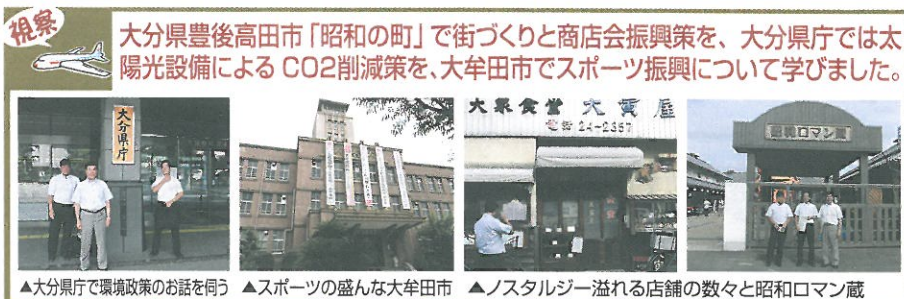 視察
大分県豊後高田市「昭和の町」で街づくりと商店会振興策を、大分県庁では太
陽光設備による CO2削減策を、大牟田市でスポーツ振興について学びました。
大分県庁
大衆食堂 大寅屋
電話 24-2357
昭和ロマン蔵
▲大分県庁で環境政策のお話を伺う
▲スポーツの盛んな大牟田市
▲ノスタルジー溢れる店舗の数々と昭和ロマン蔵